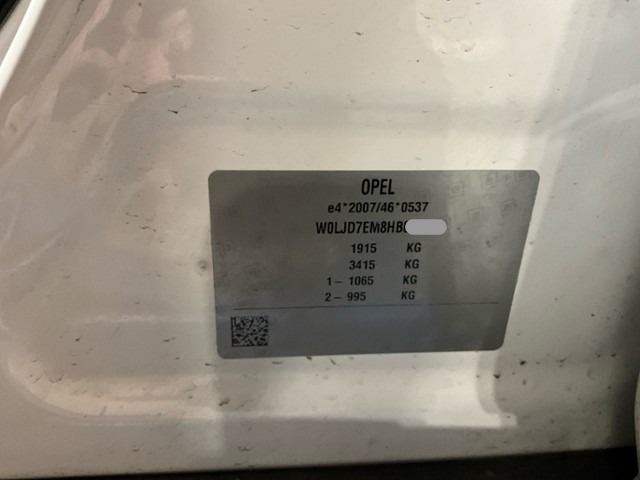 OPEL
e4*2007/46*0537
W0LJD7EM8HB
1915 KG
3415 KG
1- 1065 KG
2- 995 KG